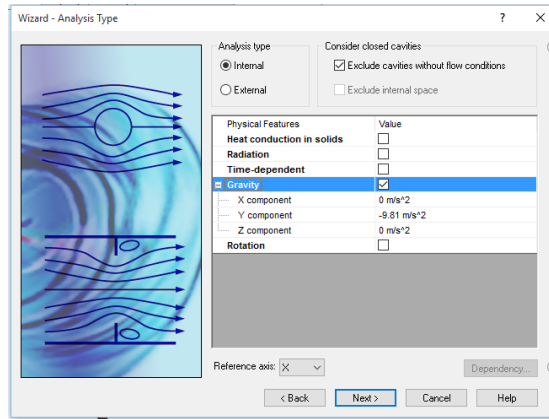 Wizard - Analysis Type ? X
Analysis type Consider closed cavities
Internal Exclude cavities without flow conditions
External Exclude internal space
Physical Features Value
Heat conduction in solids
Radiation
Time-dependent
Gravity
X component 0 m/s^2
Y component -9.81 m/s^2
Z component 0 m/s^2
Rotation
Reference axis: X Dependency...
< Back Next > Cancel Help